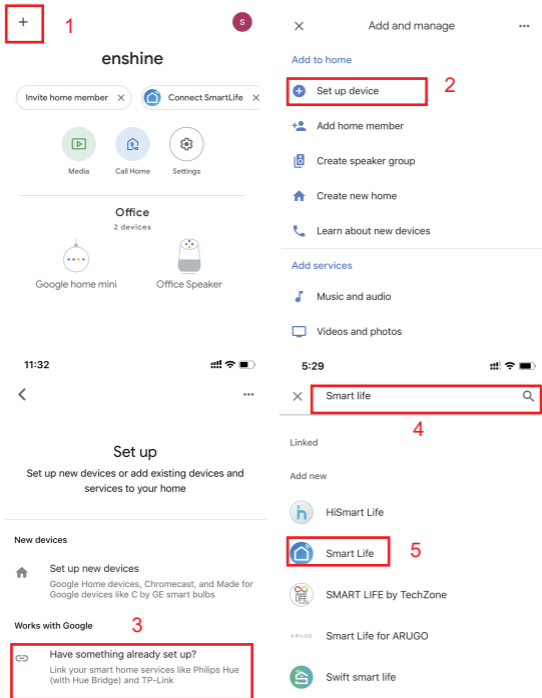 +
1
S
enshine
Invite home member ×
Connect SmartLife ×
Media
Call Home
Settings
Office
2 devices
Google home mini
Office Speaker
× Add and manage ...
Add to home
Set up device
2
Add home member
Create speaker group
Create new home
Learn about new devices
Add services
Music and audio
Videos and photos
11:32
...
Set up
Set up new devices or add existing devices and
services to your home
New devices
Set up new devices
Google Home devices, Chromecast, and Made for
Google devices like C by GE smart bulbs
Works with Google
3
Have something already set up?
Link your smart home services like Philips Hue
(with Hue Bridge) and TP-Link
5:29
× Smart life
4
Linked
Add new
h HiSmart Life
Smart Life
5
SMART LIFE by TechZone
ARUGO Smart Life for ARUGO
Swift smart life